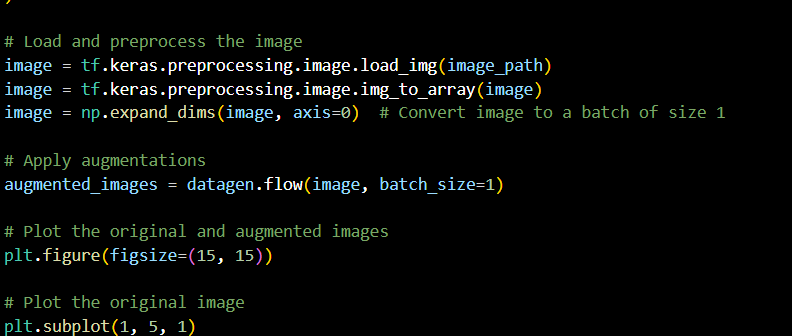 )
# Load and preprocess the image
image = tf.keras.preprocessing.image.load_img(image_path)
image = tf.keras.preprocessing.image.img_to_array(image)
image = np.expand_dims(image, axis=0)  # Convert image to a batch of size 1
# Apply augmentations
augmented_images = datagen.flow(image, batch_size=1)
# Plot the original and augmented images
plt.figure(figsize=(15, 15))
# Plot the original image
plt.subplot(1, 5, 1)